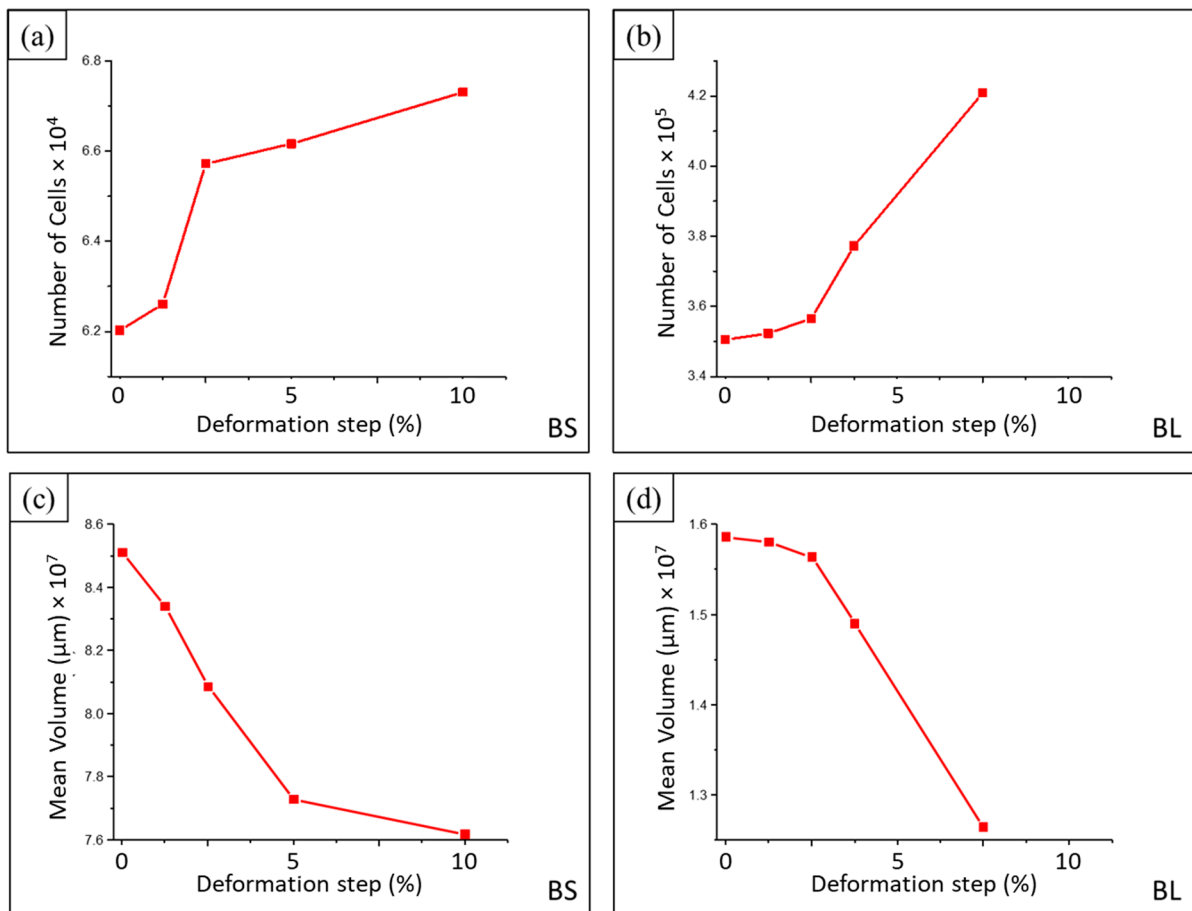 (a)
Number of Cells × 10⁴
6.8
6.6
6.4
6.2
0 5 10
Deformation step (%)
BS
(b)
Number of Cells × 10⁵
4.2
4.0
3.8
3.6
3.4
0 5 10
Deformation step (%)
BL
(c)
Mean Volume (μm) × 10⁷
8.6
8.4
8.2
8.0
7.8
7.6
0 5 10
Deformation step (%)
BS
(d)
Mean Volume (μm) × 10⁷
1.6
1.5
1.4
1.3
0 5 10
Deformation step (%)
BL